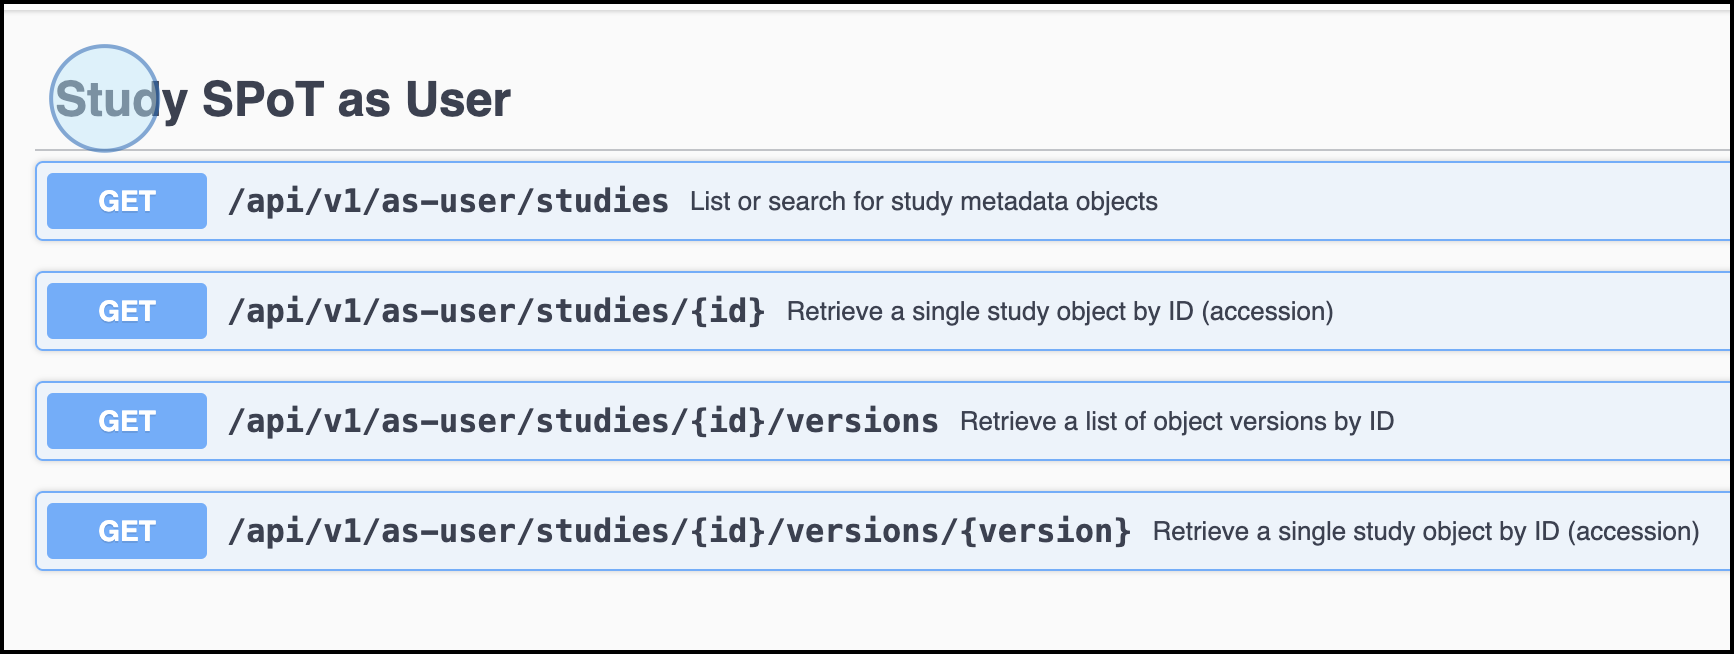 Study SPoT as User
GET /api/v1/as-user/studies List or search for study metadata objects
GET /api/v1/as-user/studies/{id} Retrieve a single study object by ID (accession)
GET /api/v1/as-user/studies/{id}/versions Retrieve a list of object versions by ID
GET /api/v1/as-user/studies/{id}/versions/{version} Retrieve a single study object by ID (accession)